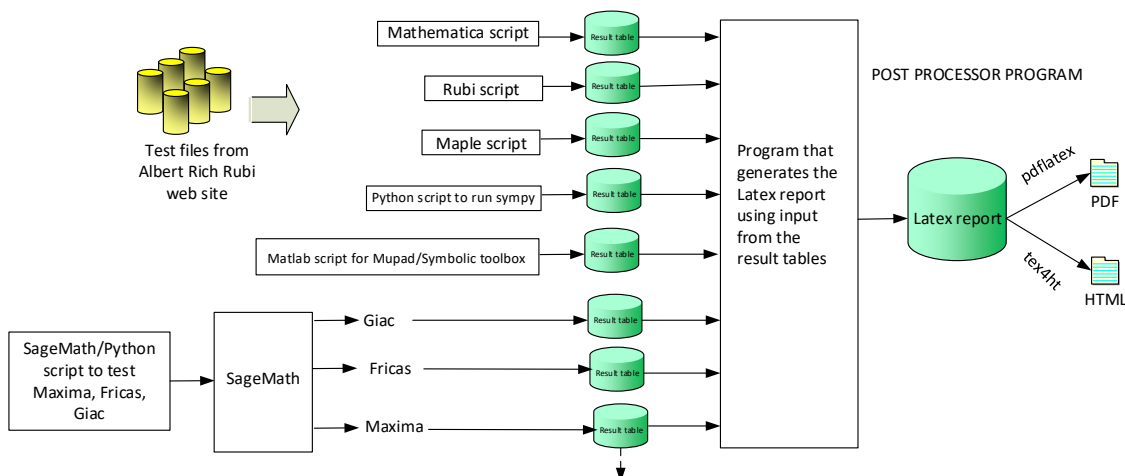 Mathematica script
Result table
Rubi script
Result table
Maple script
Result table
Python script to run sympy
Result table
Matlab script for Mupad/Symbolic toolbox
Result table
Test files from
Albert Rich Rubi
web site
SageMath/Python
script to test
Maxima, Fricas,
Giac
SageMath
Giac
Result table
Fricas
Result table
Maxima
Result table
Program that
generates the
Latex report
using input
from the
result tables
POST PROCESSOR PROGRAM
Latex report
pdflatex
PDF
tex4ht
HTML